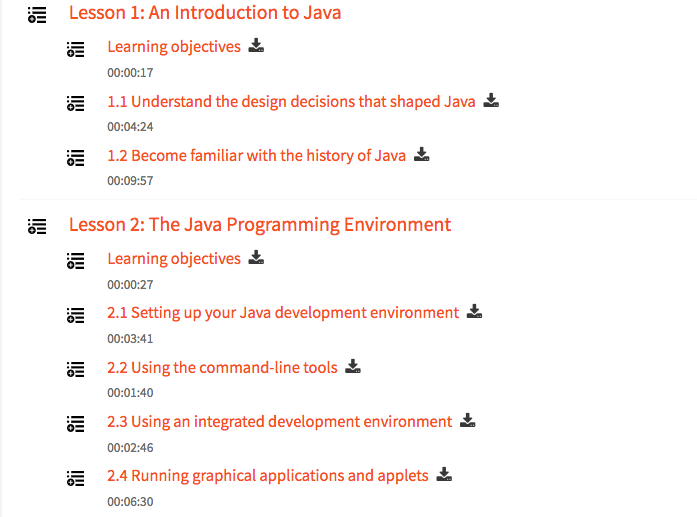 Lesson 1: An Introduction to Java
Learning objectives
00:00:17
1.1 Understand the design decisions that shaped Java
00:04:24
1.2 Become familiar with the history of Java
00:09:57
Lesson 2: The Java Programming Environment
Learning objectives
00:00:27
2.1 Setting up your Java development environment
00:03:41
2.2 Using the command-line tools
00:01:40
2.3 Using an integrated development environment
00:02:46
2.4 Running graphical applications and applets
00:06:30